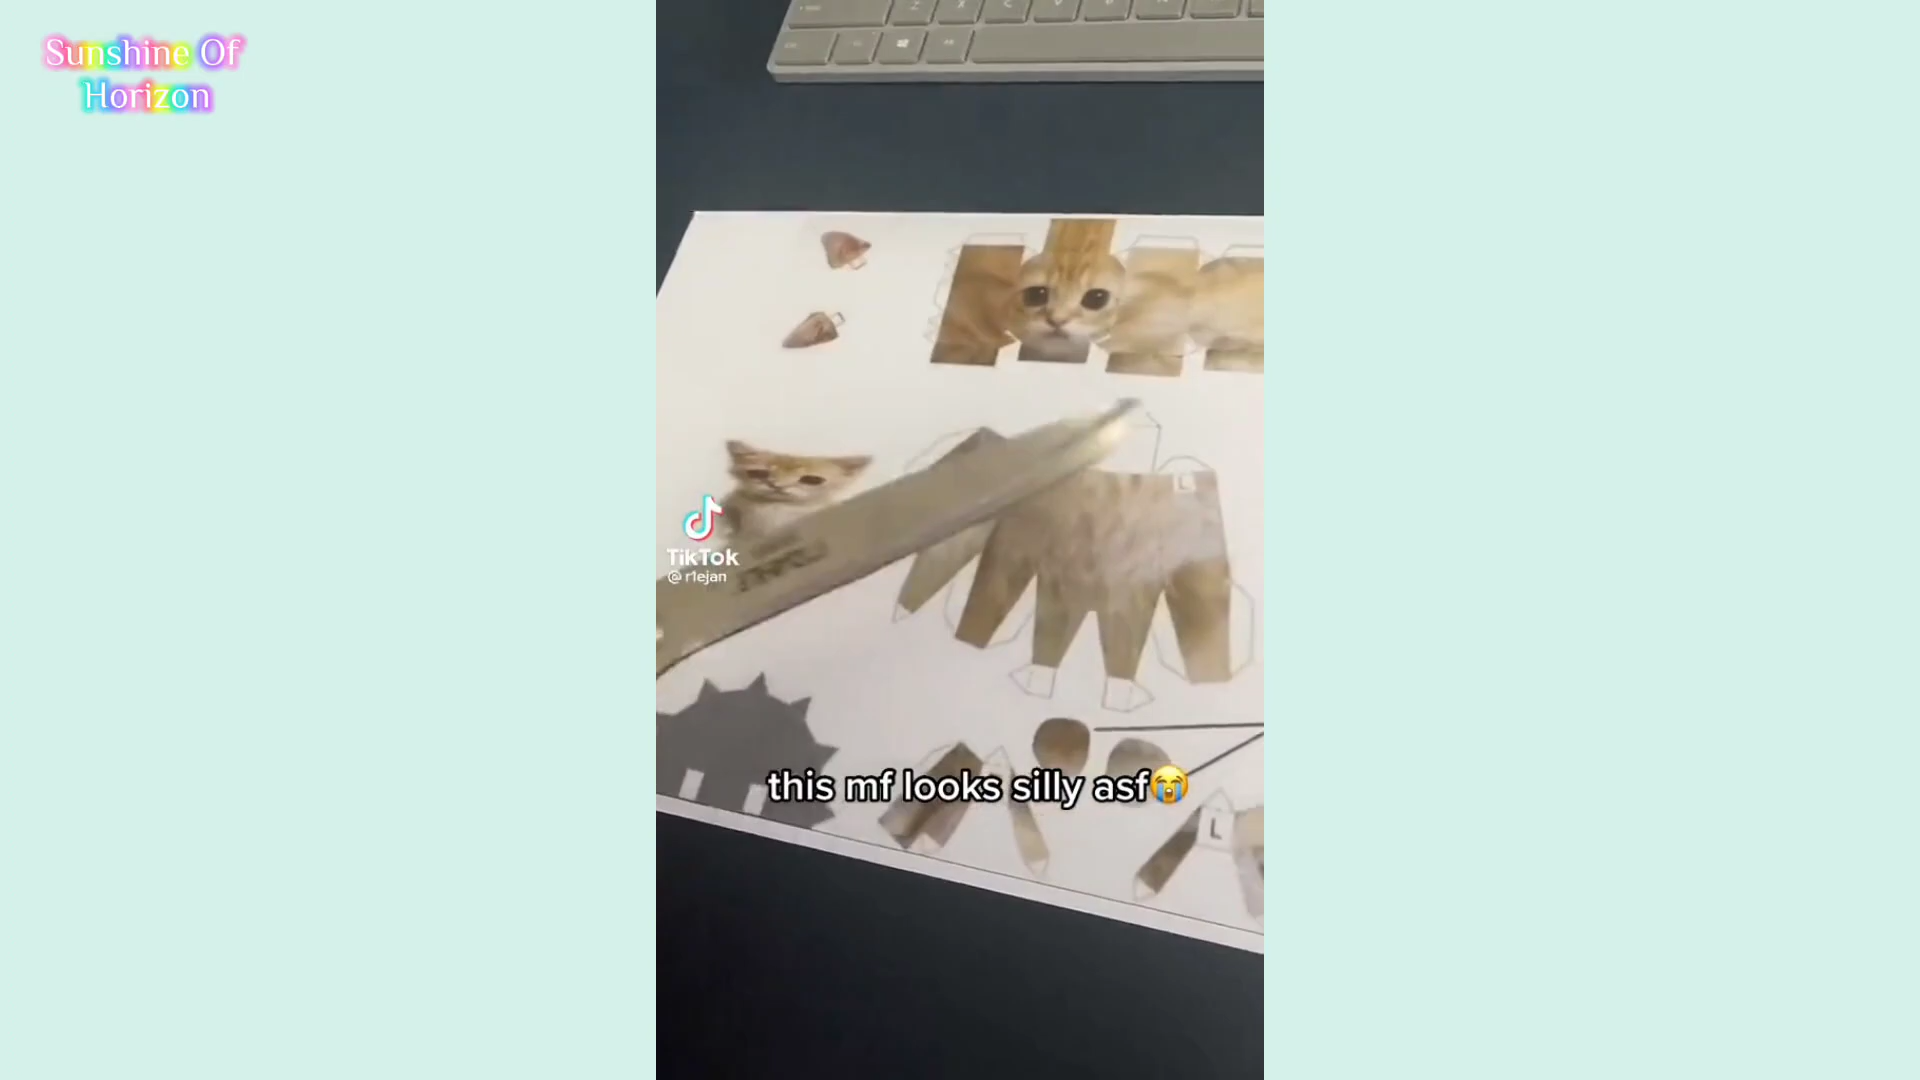 Sunshine Of
Horizon
L
TikTok
@r1ejan
this mf looks silly asf😭
L